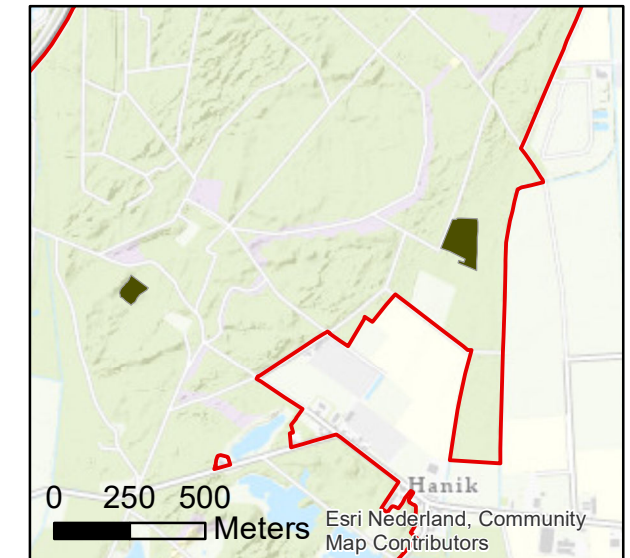 Hanik
0 250 500
Meters
Esri Nederland, Community
Map Contributors